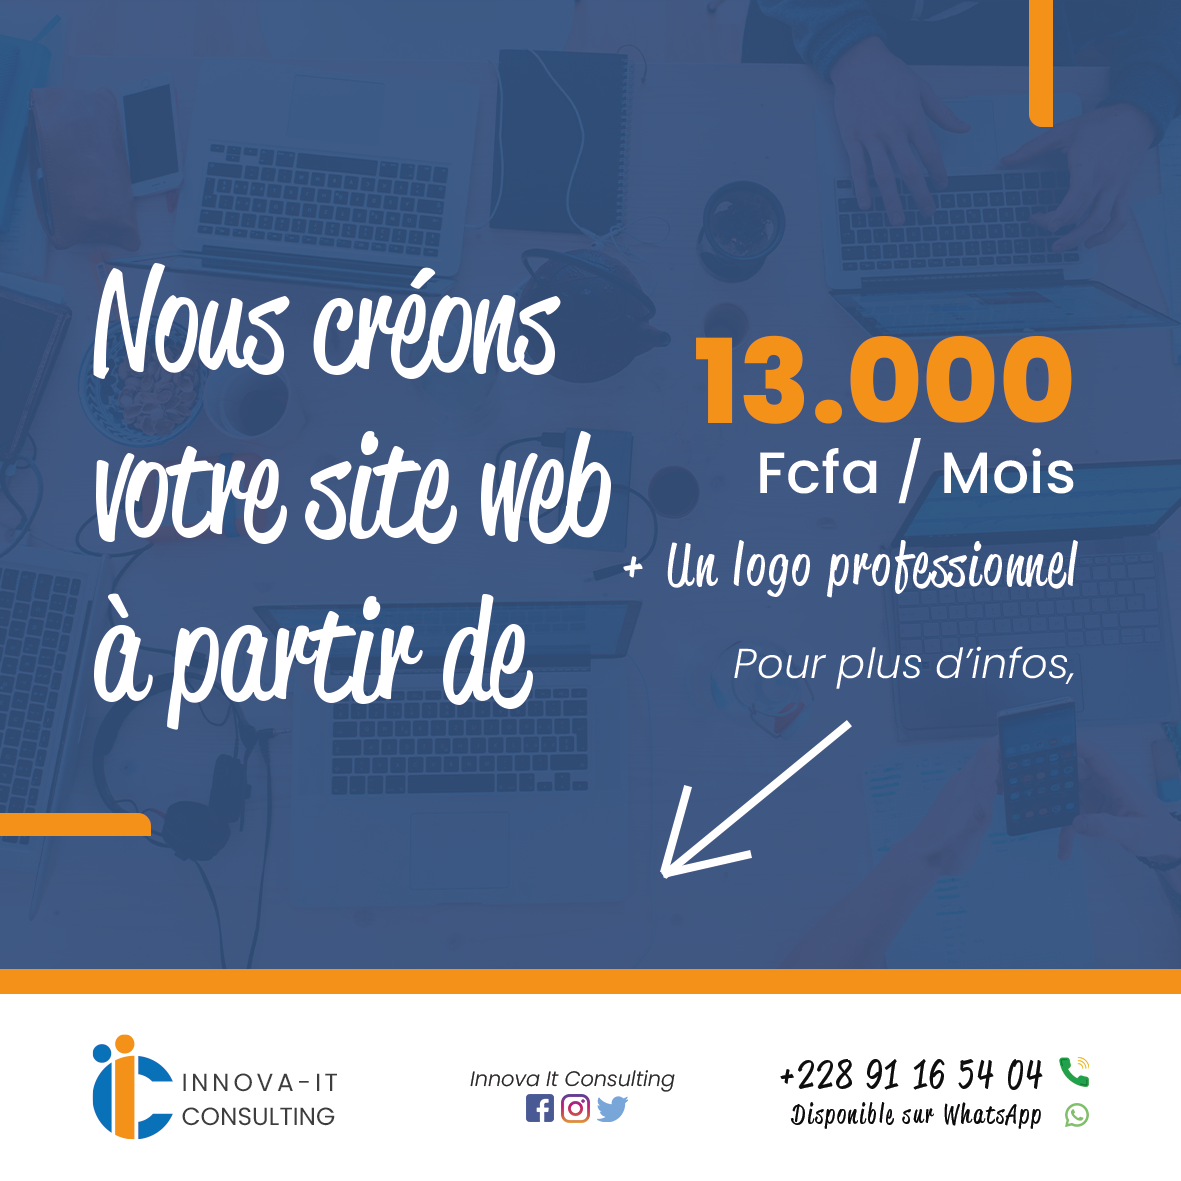 Nous créons
votre site web
à partir de
13.000
Fcfa / Mois
+ Un logo professionnel
Pour plus d'infos,
INNOVA-IT
CONSULTING
Innova It Consulting
+228 91 16 54 04
Disponible sur WhatsApp